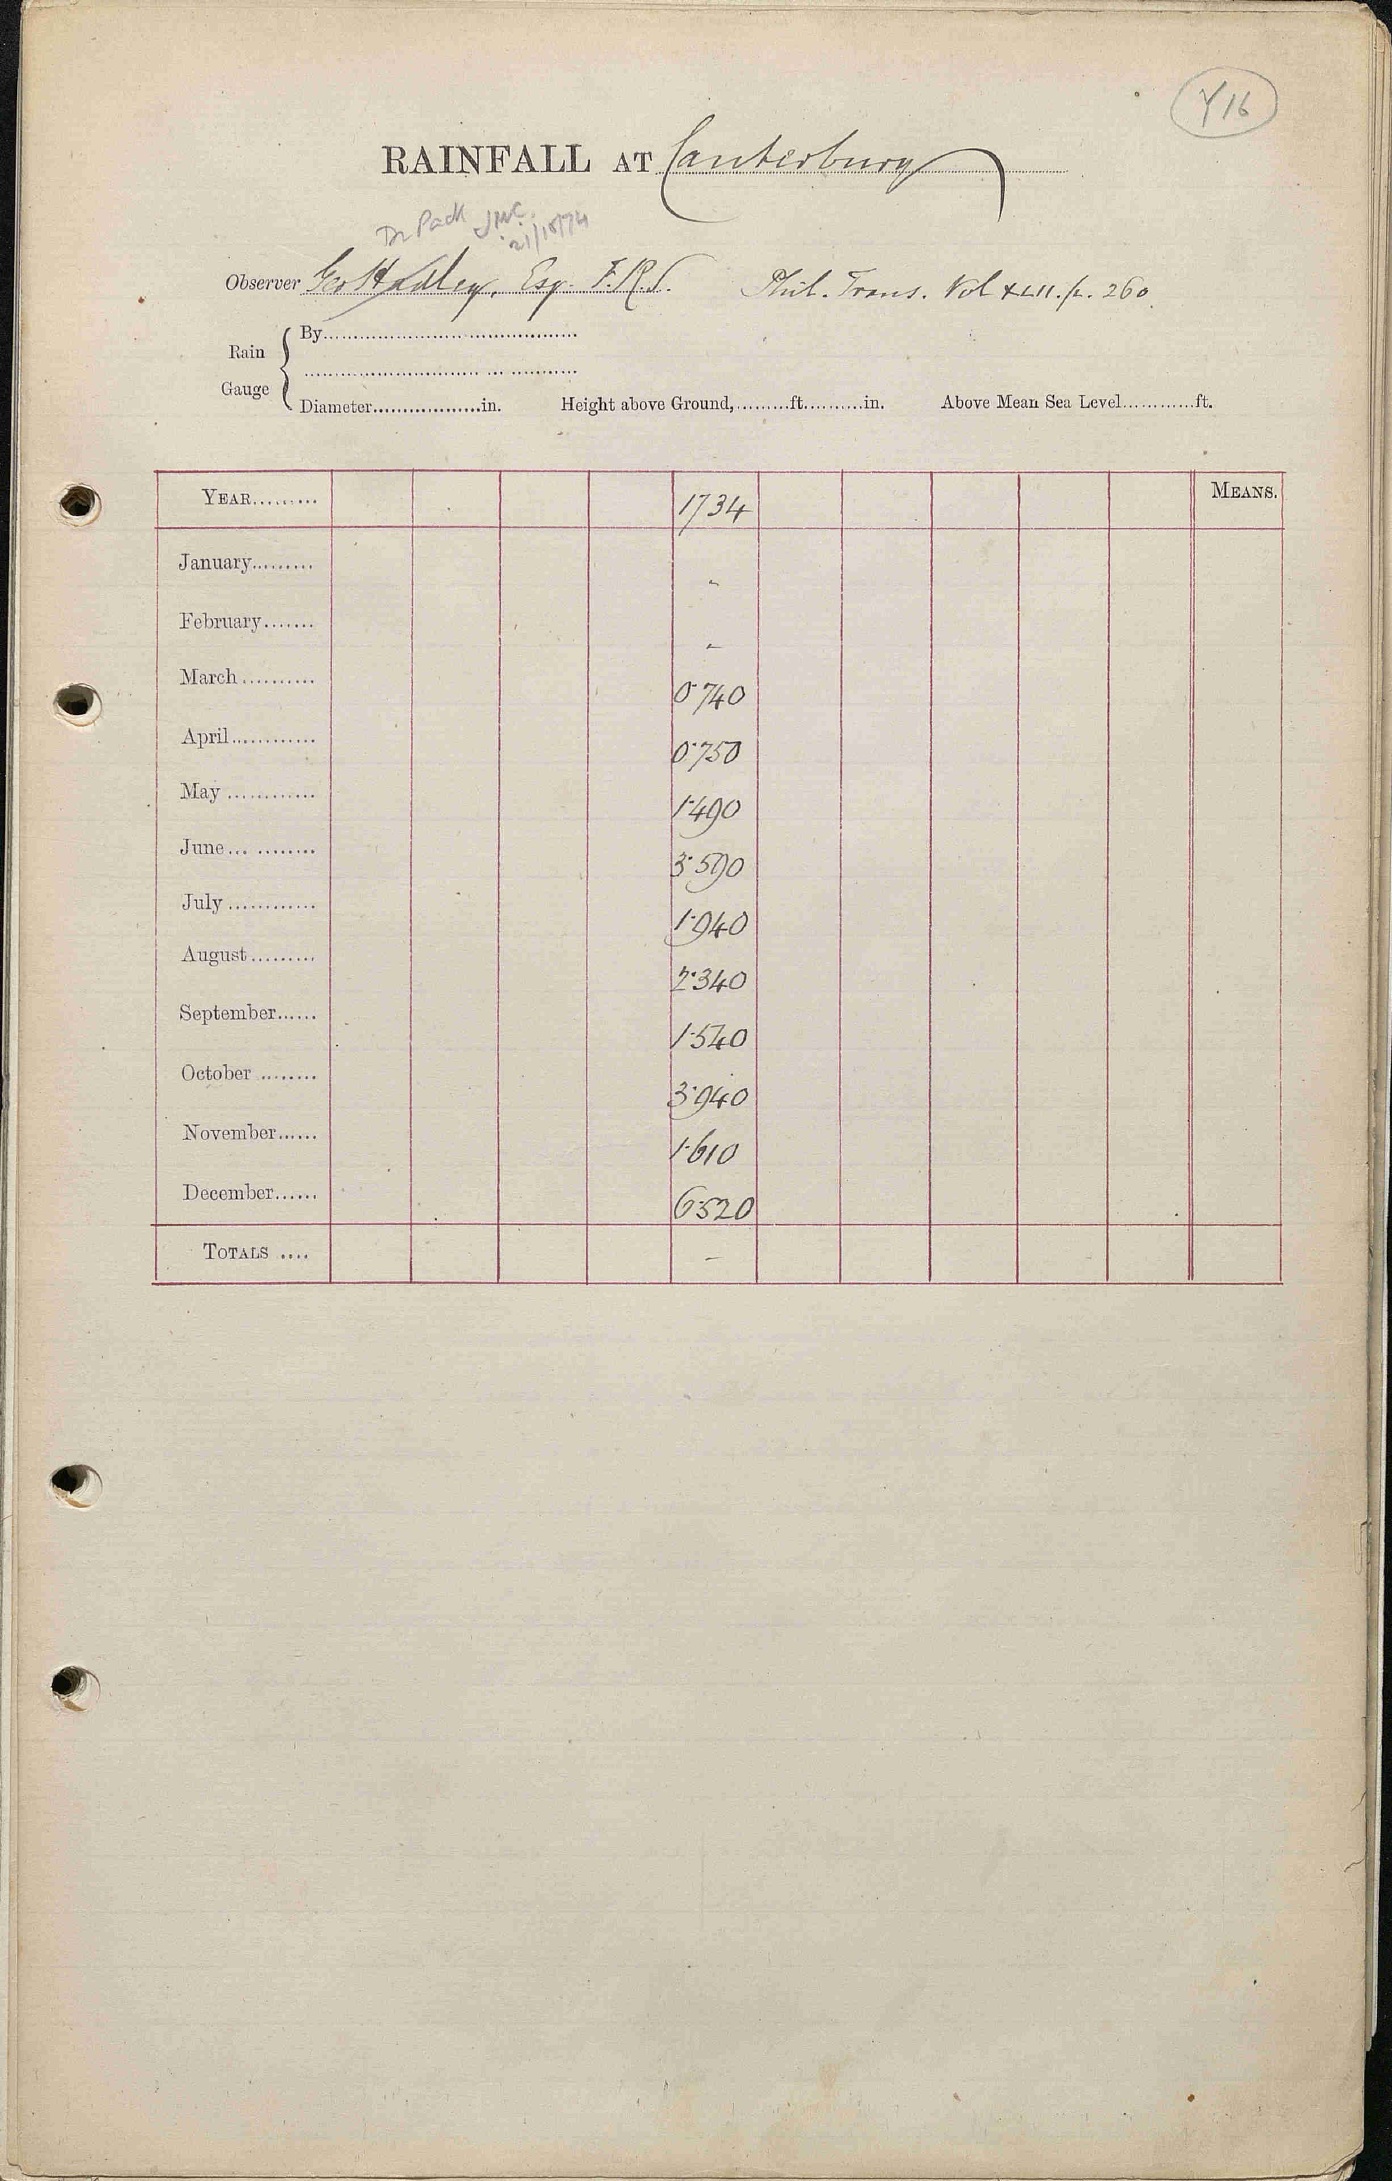 Y16
RAINFALL AT Canterbury
Dr Pack JMC.
21/10/74
Observer Geo Hadley, Esq. F.R.S. Phil. Trans. Vol XLII. p. 260.
Rain Gauge
By
Diameter..................in. Height above Ground,..........ft..........in. Above Mean Sea Level............ft.
YEAR......... 1734 MEANS.
January......... -
February....... -
March.......... 0.740
April............ 0.750
May ............ 1.490
June... ........ 3.590
July ............ 1.940
August......... 2.340
September...... 1.540
October ........ 3.940
November...... 1.610
December...... 6.520
TOTALS .... -